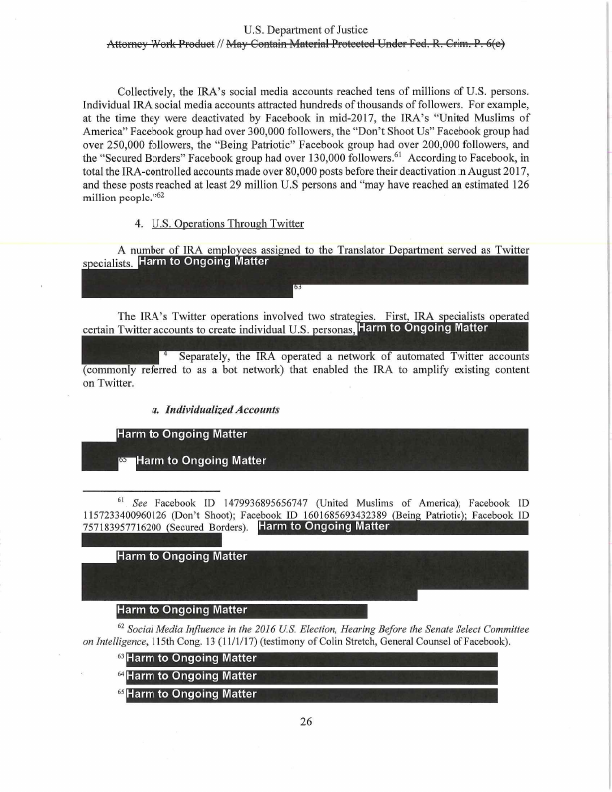 U.S. Department of Justice
Attorney Work Product // May Contain Material Protected Under Fed. R. Crim. P. 6(e)
Collectively, the IRA's social media accounts reached tens of millions of U.S. persons.
Individual IRA social media accounts attracted hundreds of thousands of followers. For example,
at the time they were deactivated by Facebook in mid-2017, the IRA's "United Muslims of
America" Facebook group had over 300,000 followers, the "Don't Shoot Us" Facebook group had
over 250,000 followers, the "Being Patriotic" Facebook group had over 200,000 followers, and
the "Secured Borders" Facebook group had over 130,000 followers.61 According to Facebook, in
total the IRA-controlled accounts made over 80,000 posts before their deactivation in August 2017,
and these posts reached at least 29 million U.S persons and "may have reached an estimated 126
million people."62
4. U.S. Operations Through Twitter
A number of IRA employees assigned to the Translator Department served as Twitter
specialists. Harm to Ongoing Matter
63
The IRA's Twitter operations involved two strategies. First, IRA specialists operated
certain Twitter accounts to create individual U.S. personas, Harm to Ongoing Matter
Separately, the IRA operated a network of automated Twitter accounts
(commonly referred to as a bot network) that enabled the IRA to amplify existing content
on Twitter.
a. Individualized Accounts
Harm to Ongoing Matter
65 Harm to Ongoing Matter
61 See Facebook ID 1479936895656747 (United Muslims of America); Facebook ID
1157233400960126 (Don't Shoot); Facebook ID 1601685693432389 (Being Patriotic); Facebook ID
757183957716200 (Secured Borders). Harm to Ongoing Matter
Harm to Ongoing Matter
Harm to Ongoing Matter
62 Social Media Influence in the 2016 U.S. Election, Hearing Before the Senate Select Committee
on Intelligence, 115th Cong. 13 (11/1/17) (testimony of Colin Stretch, General Counsel of Facebook).
63 Harm to Ongoing Matter
64 Harm to Ongoing Matter
65 Harm to Ongoing Matter
26